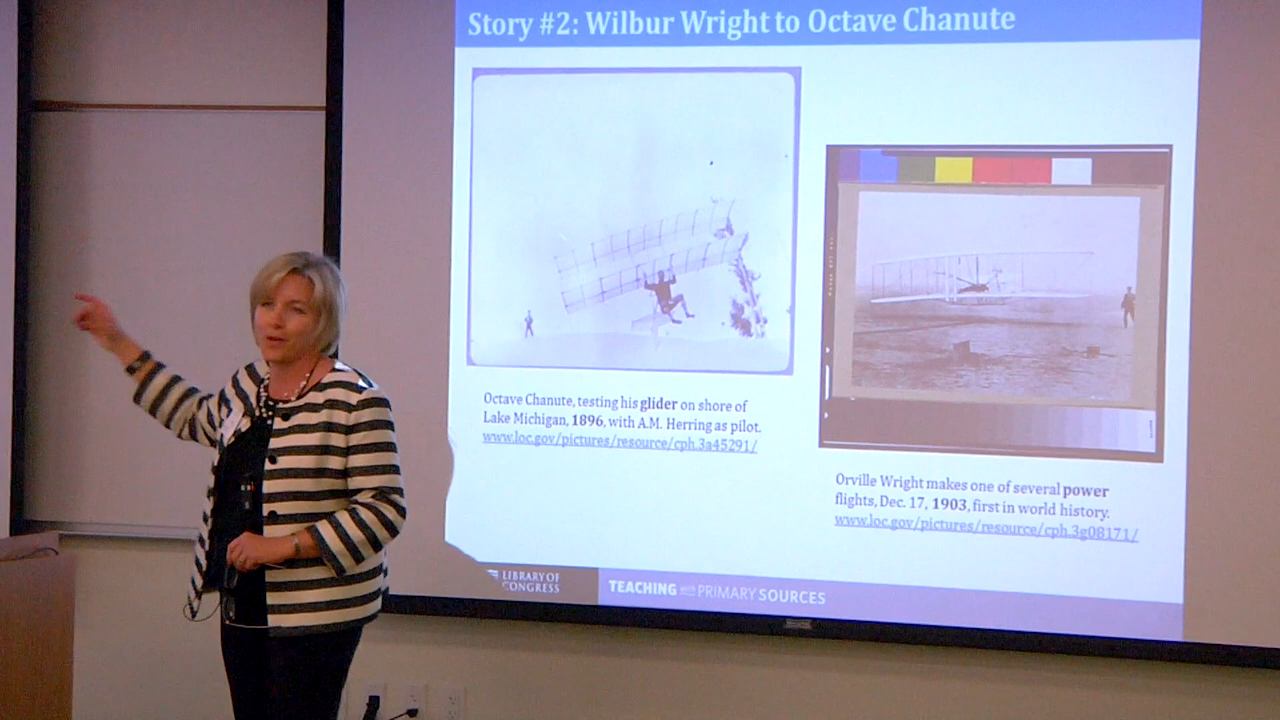 Story #2: Wilbur Wright to Octave Chanute
Octave Chanute, testing his glider on shore of
Lake Michigan, 1896, with A.M. Herring as pilot.
www.loc.gov/pictures/resource/cph.3a45291/
Orville Wright makes one of several power
flights, Dec. 17, 1903, first in world history.
www.loc.gov/pictures/resource/cph.3g08171/
LIBRARY OF
CONGRESS
TEACHING with PRIMARY SOURCES